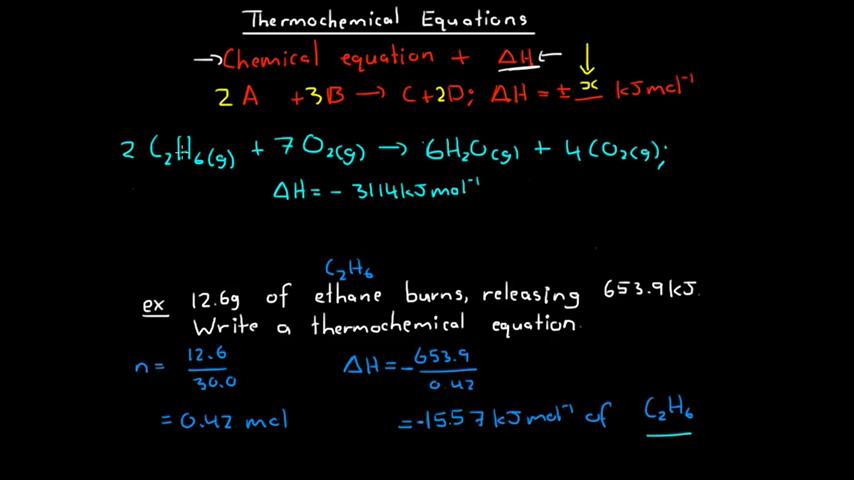 Thermochemical Equations
→Chemical equation + ΔH←
2A + 3B → C+2D; ΔH = ± x kJmol⁻¹
2 C₂H₆(g) + 7O₂(g) → 6H₂O(g) + 4CO₂(g);
ΔH = - 3114kJmol⁻¹
C₂H₆
ex 12.6g of ethane burns, releasing 653.9kJ.
Write a thermochemical equation.
n = 12.6/30.0 ΔH = -653.9/0.42
= 0.42 mol = -1557kJmol⁻¹ of C₂H₆